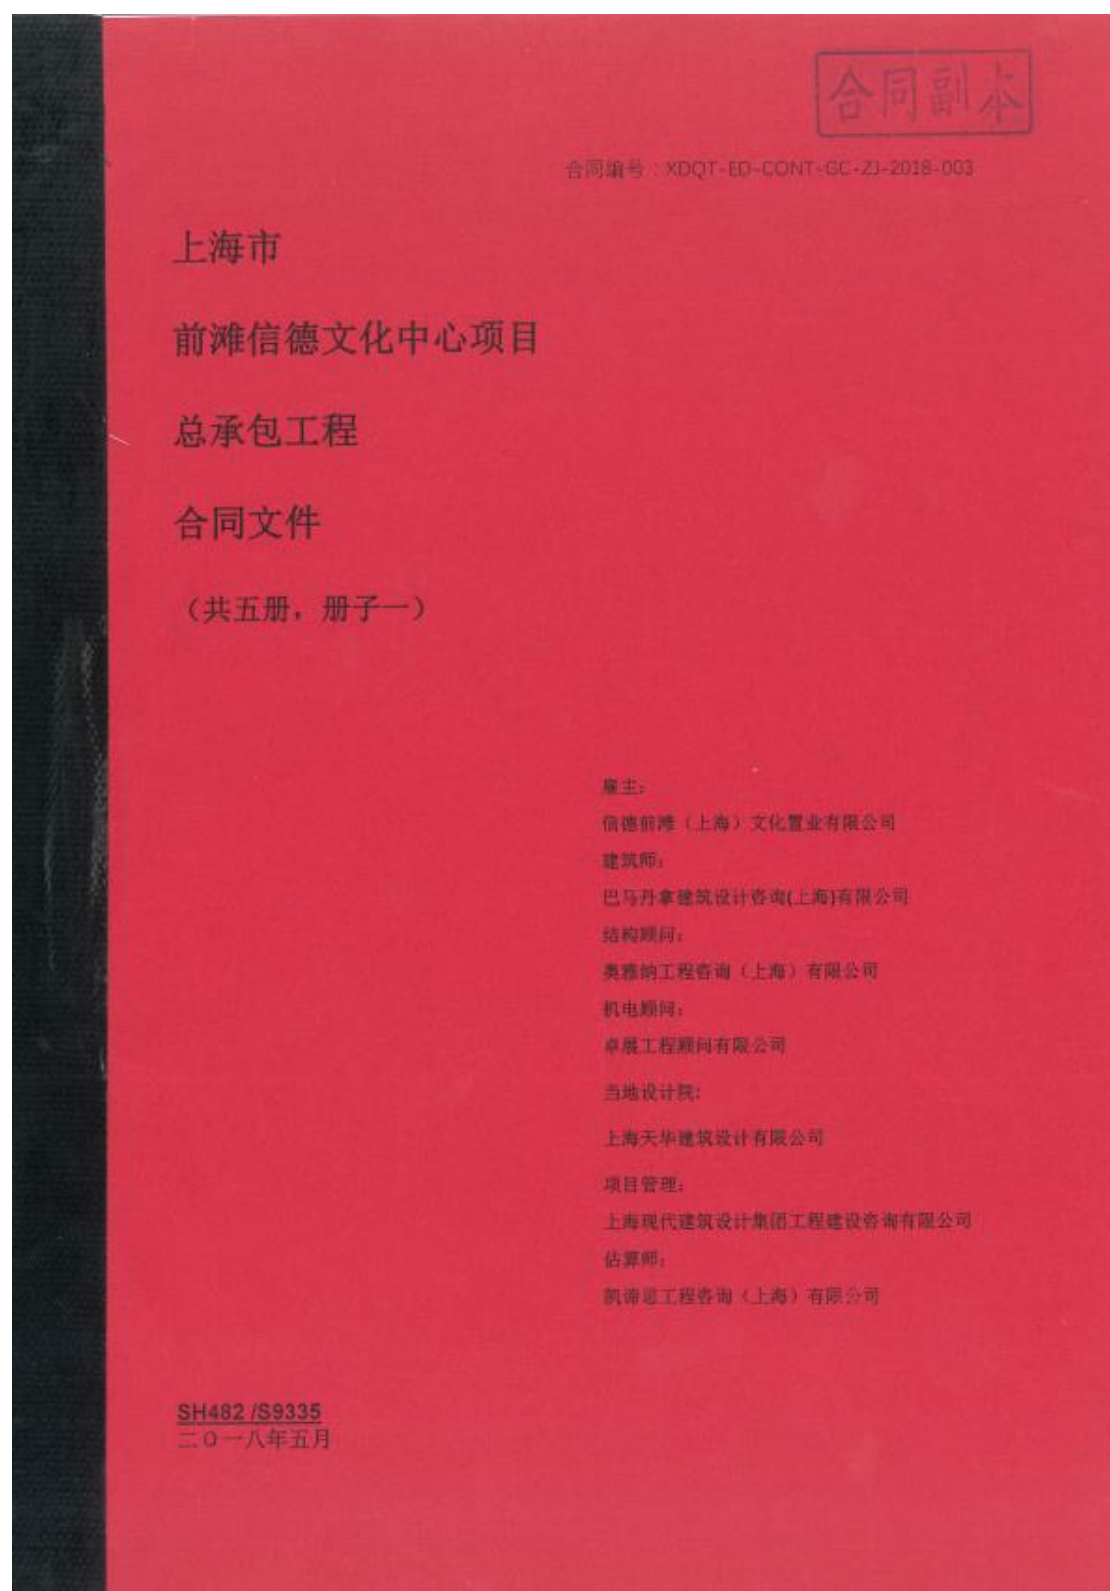 合同副本
合同编号：XDQT-ED-CONT-GC-ZJ-2018-003
上海市
前滩信德文化中心项目
总承包工程
合同文件
（共五册，册子一）
雇主：
信德前滩（上海）文化置业有限公司
建筑师：
巴马丹拿建筑设计咨询(上海)有限公司
结构顾问：
奥雅纳工程咨询（上海）有限公司
机电顾问：
卓展工程顾问有限公司
当地设计院：
上海天华建筑设计有限公司
项目管理：
上海现代建筑设计集团工程建设咨询有限公司
估算师：
凯谛思工程咨询（上海）有限公司
SH482 /S9335
二〇一八年五月